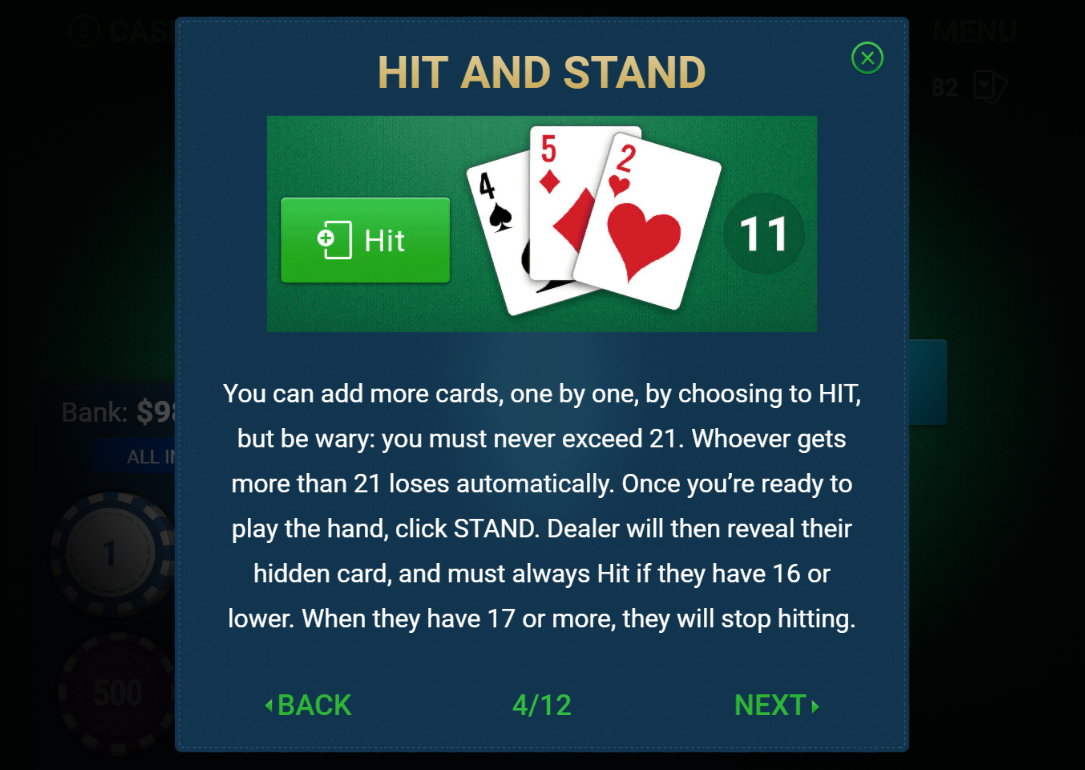 HIT AND STAND
MENU
82
4
5
2
Hit
11
You can add more cards, one by one, by choosing to HIT,
but be wary: you must never exceed 21. Whoever gets
more than 21 loses automatically. Once you’re ready to
play the hand, click STAND. Dealer will then reveal their
hidden card, and must always Hit if they have 16 or
lower. When they have 17 or more, they will stop hitting.
Bank:
ALL
1
500
BACK
4/12
NEXT